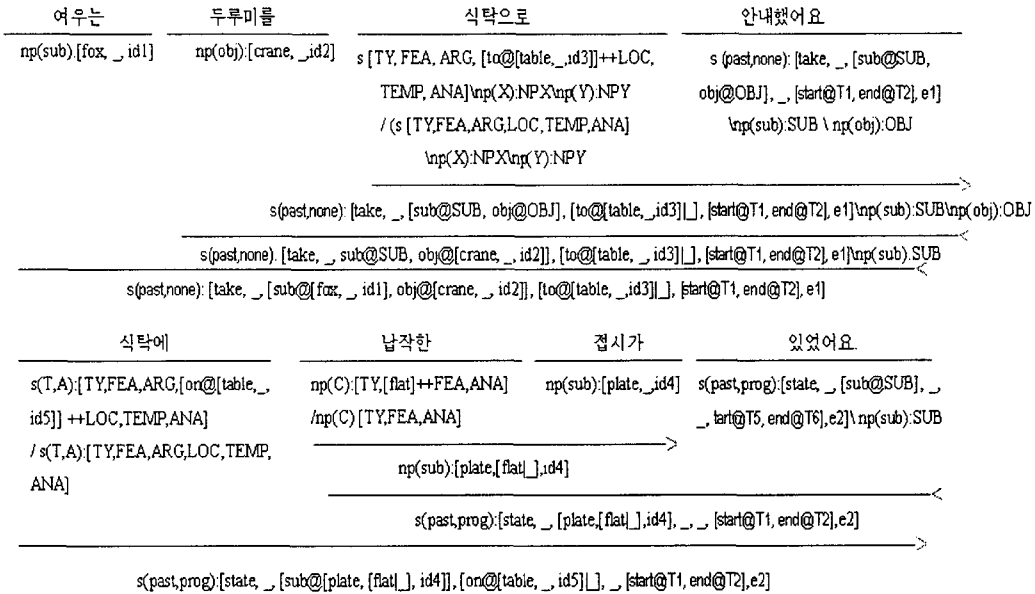 여우는 두루미를 식탁으로 안내했어요
np(sub).[fox, _, id1] np(obj):[crane, _,id2] s [TY, FEA, ARG, [to@[table,_,id3]]++LOC, s (past,none): [take, _, [sub@SUB,
TEMP, ANA]\np(X):NPX\np(Y):NPY obj@OBJ], _, [start@T1, end@T2], e1]
/ (s [TY,FEA,ARG,LOC,TEMP,ANA] \np(sub):SUB \ np(obj):OBJ
\np(X):NPX\np(Y):NPY
s(past,none): [take, _, [sub@SUB, obj@OBJ], [to@[table,_,id3]|_], [start@T1, end@T2], e1]\np(sub):SUB\np(obj):OBJ
s(past,none). [take, _, sub@SUB, obj@[crane, _, id2]], [to@[table, _, id3]|_], [start@T1, end@T2], e1]\np(sub).SUB
s(past,none): [take, _, [sub@[fox, _, id1], obj@[crane, _, id2]], [to@[table, _,id3]|_], [start@T1, end@T2], e1]
식탁에 납작한 접시가 있었어요.
s(T,A):[TY,FEA,ARG,[on@[table,_, np(C):[TY,[flat]++FEA,ANA] np(sub):[plate,_,id4] s(past,prog):[state, _, [sub@SUB], _,
id5]] ++LOC,TEMP,ANA] /np(C) [TY,FEA,ANA] _, tart@T5, end@T6], e2]\ np(sub):SUB
/ s(T,A):[TY,FEA,ARG,LOC,TEMP,
ANA]
np(sub):[plate,[flat|_],id4]
s(past,prog):[state, _, [plate,[flat|_],id4], _, _, [start@T1, end@T2],e2]
s(past,prog):[state, _, [sub@[plate, [flat|_], id4]], [on@[table, _, id5]|_], _, [start@T1, end@T2],e2]